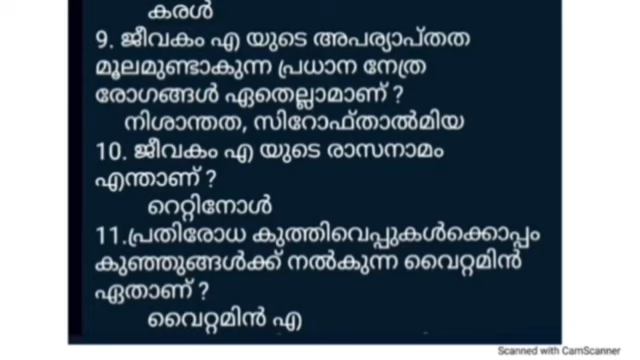 കരൾ
9. ജീവകം എ യുടെ അപര്യാപ്തത
മൂലമുണ്ടാകുന്ന പ്രധാന നേത്ര
രോഗങ്ങൾ ഏതെല്ലാമാണ് ?
നിശാന്തത, സിറോഫ്താൽമിയ
10. ജീവകം എ യുടെ രാസനാമം
എന്താണ് ?
റെറ്റിനോൾ
11.പ്രതിരോധ കുത്തിവെപ്പുകൾക്കൊപ്പം
കുഞ്ഞുങ്ങൾക്ക് നൽകുന്ന വൈറ്റമിൻ
ഏതാണ് ?
വൈറ്റമിൻ എ
Scanned with CamScanner